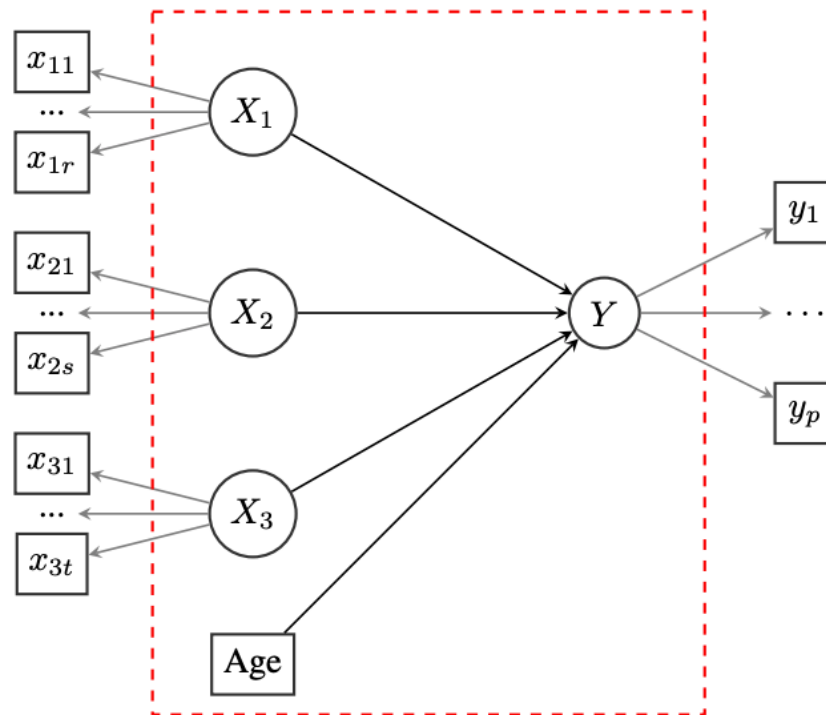 x₁₁
...
x₁ᵣ
X₁
x₂₁
...
x₂ₛ
X₂
x₃₁
...
x₃ₜ
X₃
Age
Y
y₁
...
yₚ